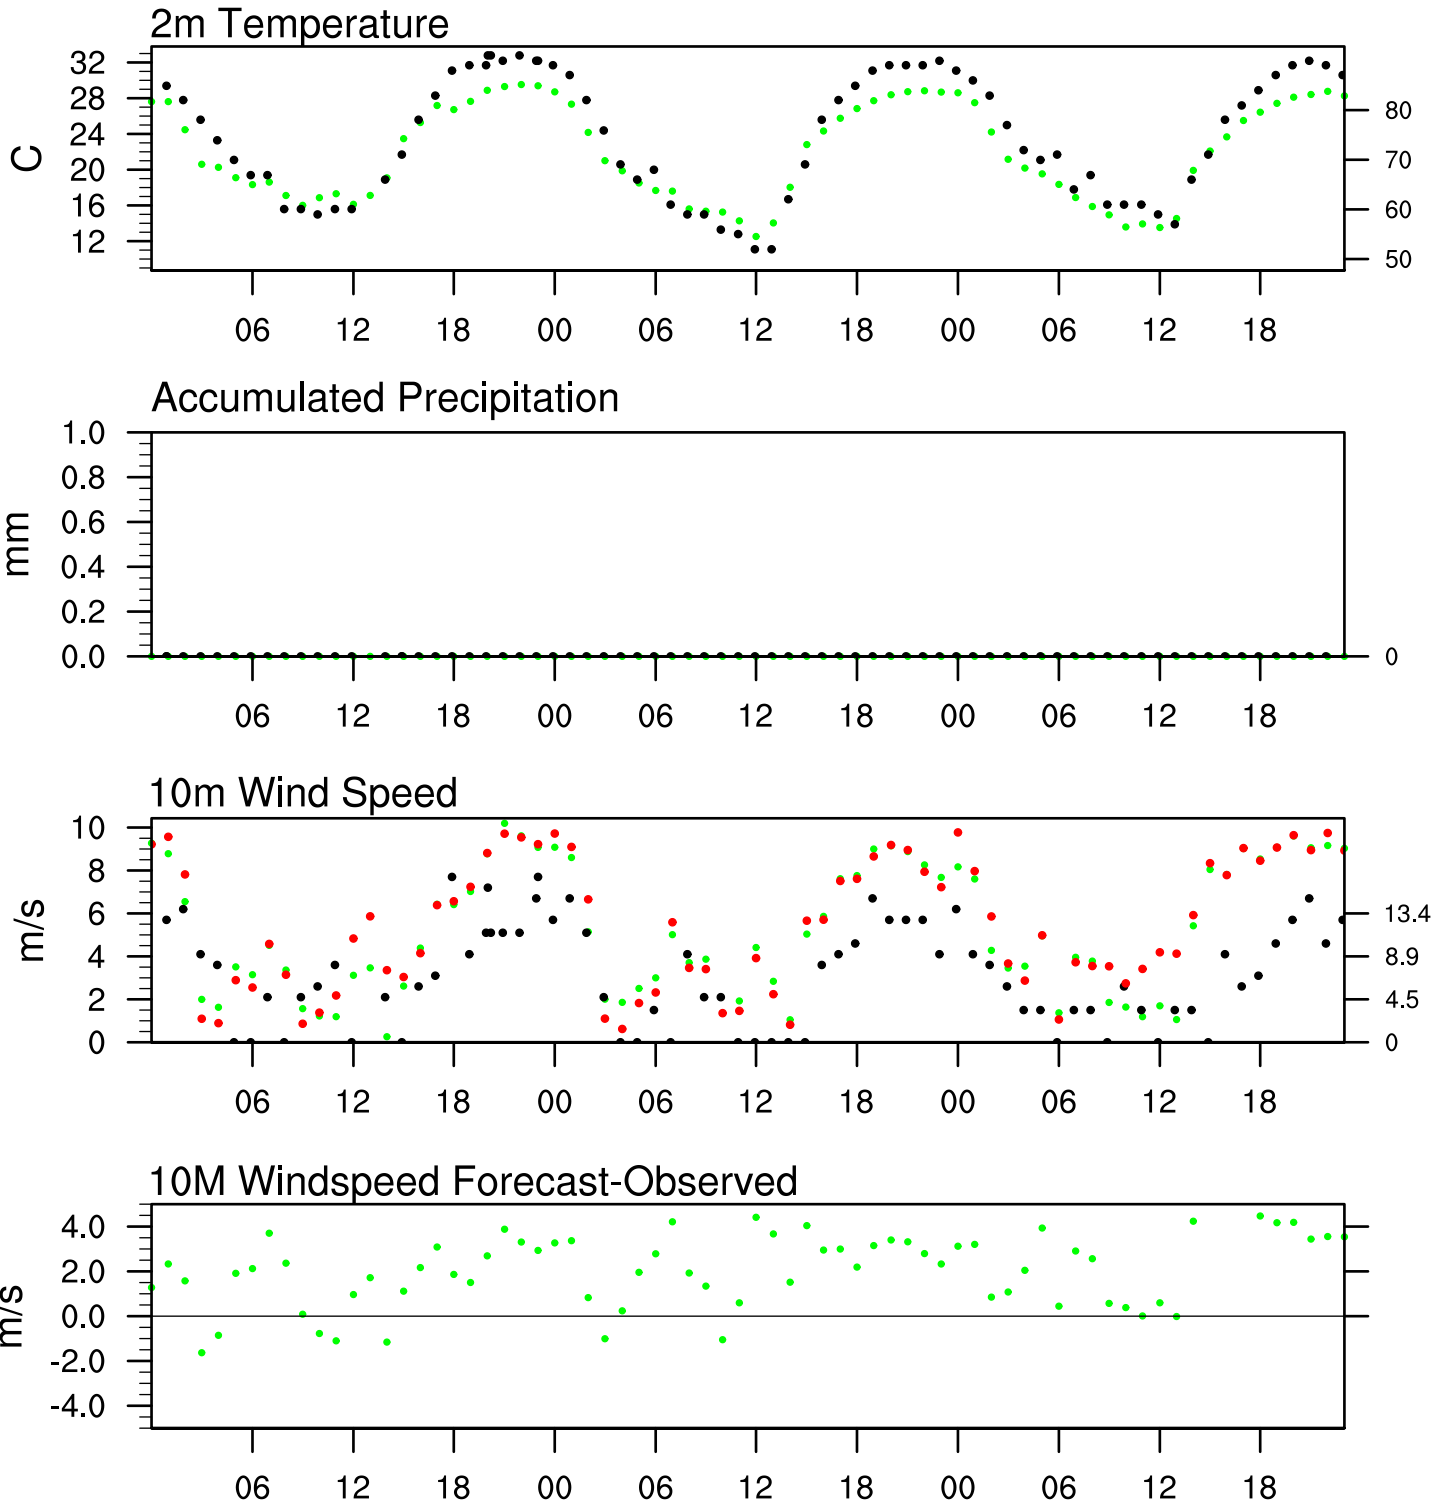 2m Temperature
32
28
24
20
16
12
C
80
70
60
50
06 12 18 00 06 12 18 00 06 12 18
Accumulated Precipitation
1.0
0.8
0.6
0.4
0.2
0.0
mm
0
06 12 18 00 06 12 18 00 06 12 18
10m Wind Speed
10
8
6
4
2
0
m/s
13.4
8.9
4.5
0
06 12 18 00 06 12 18 00 06 12 18
10M Windspeed Forecast-Observed
4.0
2.0
0.0
-2.0
-4.0
m/s
06 12 18 00 06 12 18 00 06 12 18